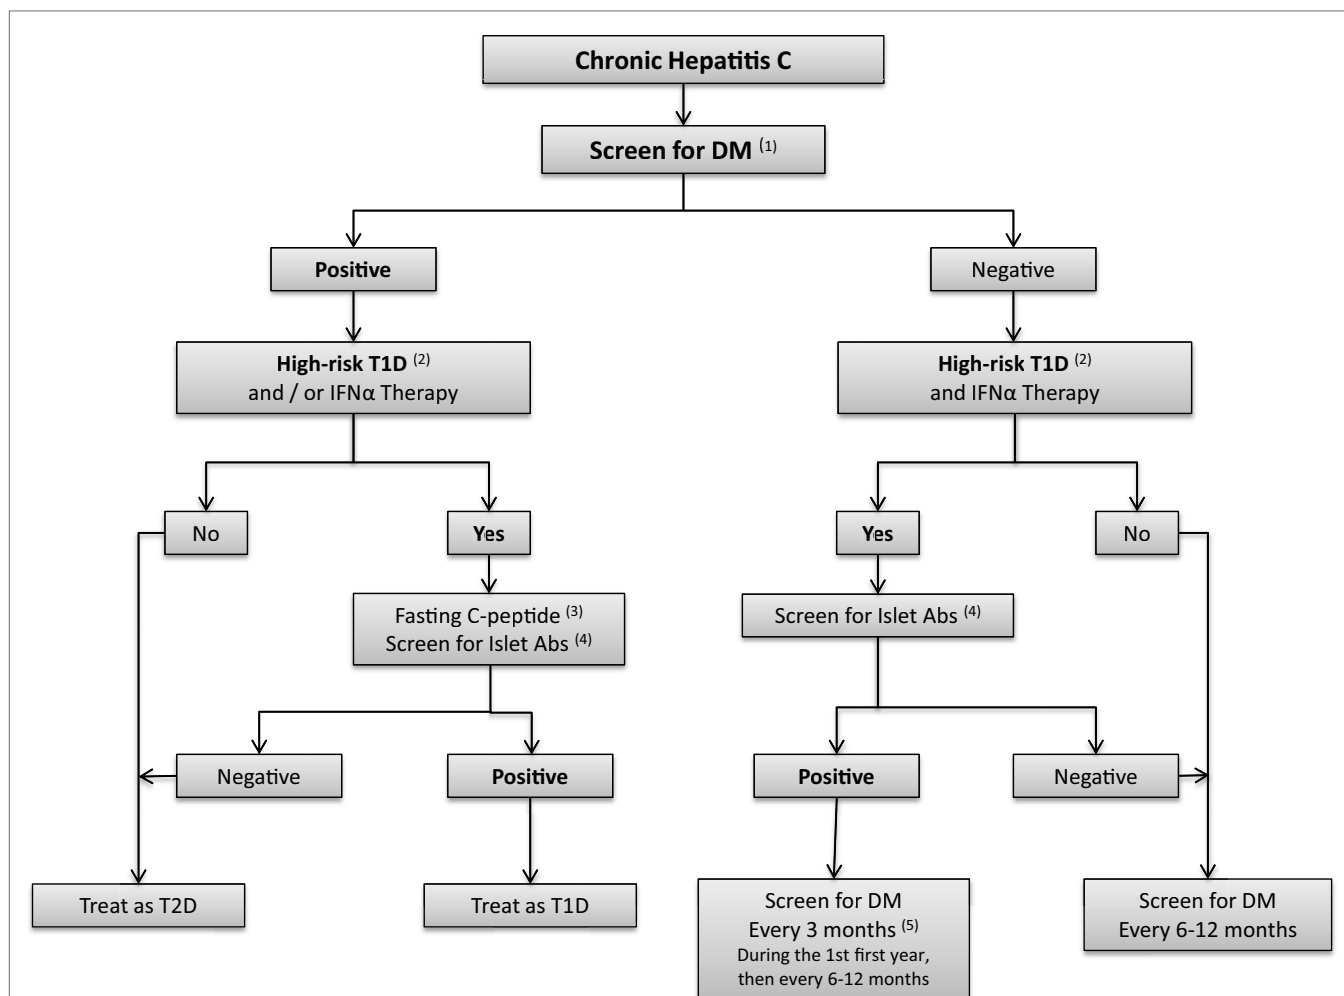 Chronic Hepatitis C
Screen for DM (1)
Positive
Negative
High-risk T1D (2)
and / or IFNα Therapy
High-risk T1D (2)
and IFNα Therapy
No
Yes
Yes
No
Fasting C-peptide (3)
Screen for Islet Abs (4)
Screen for Islet Abs (4)
Negative
Positive
Positive
Negative
Treat as T2D
Treat as T1D
Screen for DM
Every 3 months (5)
During the 1st first year,
then every 6-12 months
Screen for DM
Every 6-12 months